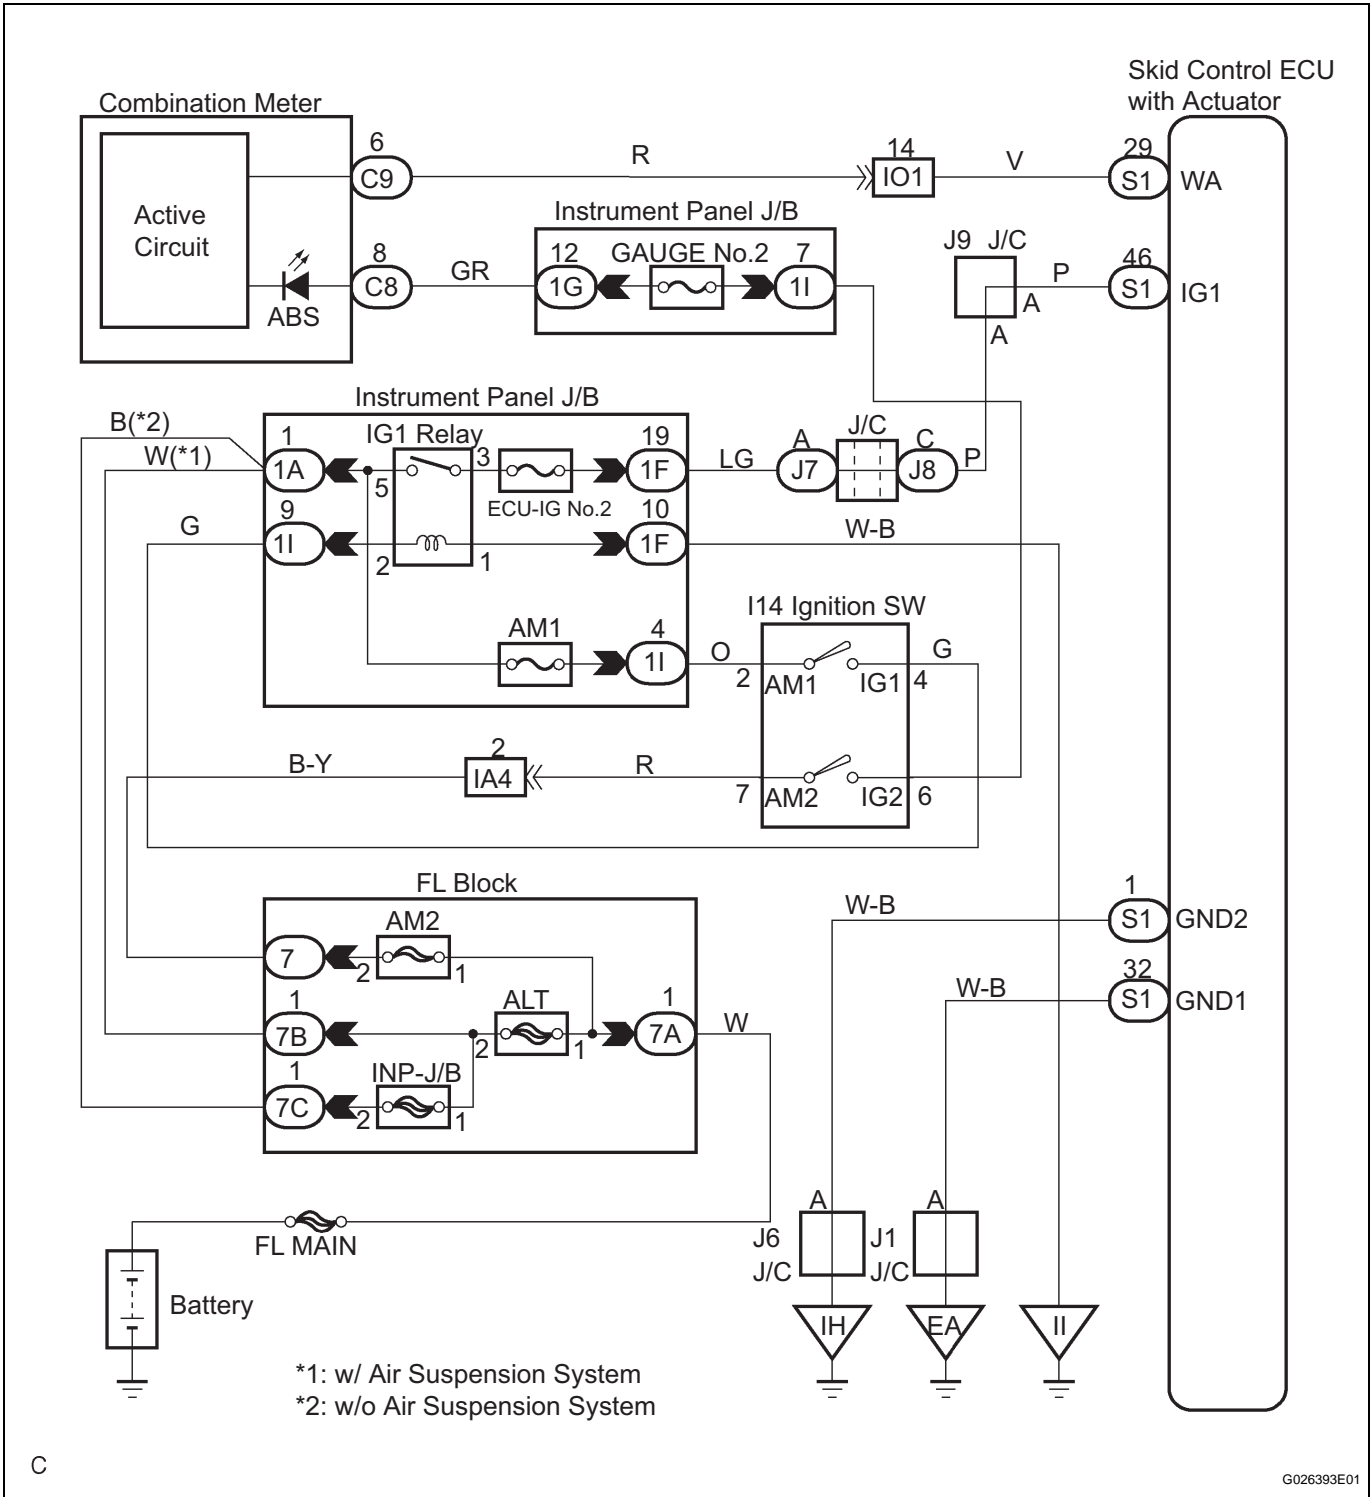 Skid Control ECU
with Actuator
Combination Meter
6
C9
R
14
IO1
V
29
S1
WA
Active
Circuit
Instrument Panel J/B
8
C8
GR
12
1G
GAUGE No.2
7
1I
J9 J/C
P
46
S1
IG1
ABS
A
A
Instrument Panel J/B
B(*2)
W(*1)
1
1A
IG1 Relay
3
5
ECU-IG No.2
19
1F
LG
A
J7
J/C
C
J8
P
G
9
1I
2
1
10
1F
W-B
I14 Ignition SW
AM1
4
1I
O
2
AM1
IG1
4
G
B-Y
2
IA4
R
7
AM2
IG2
6
FL Block
AM2
7
2
1
1
7B
ALT
2
1
1
7A
W
1
7C
INP-J/B
2
1
W-B
1
S1
GND2
W-B
32
S1
GND1
FL MAIN
Battery
A
J6
J/C
A
J1
J/C
IH
EA
II
*1: w/ Air Suspension System
*2: w/o Air Suspension System
C
G026393E01